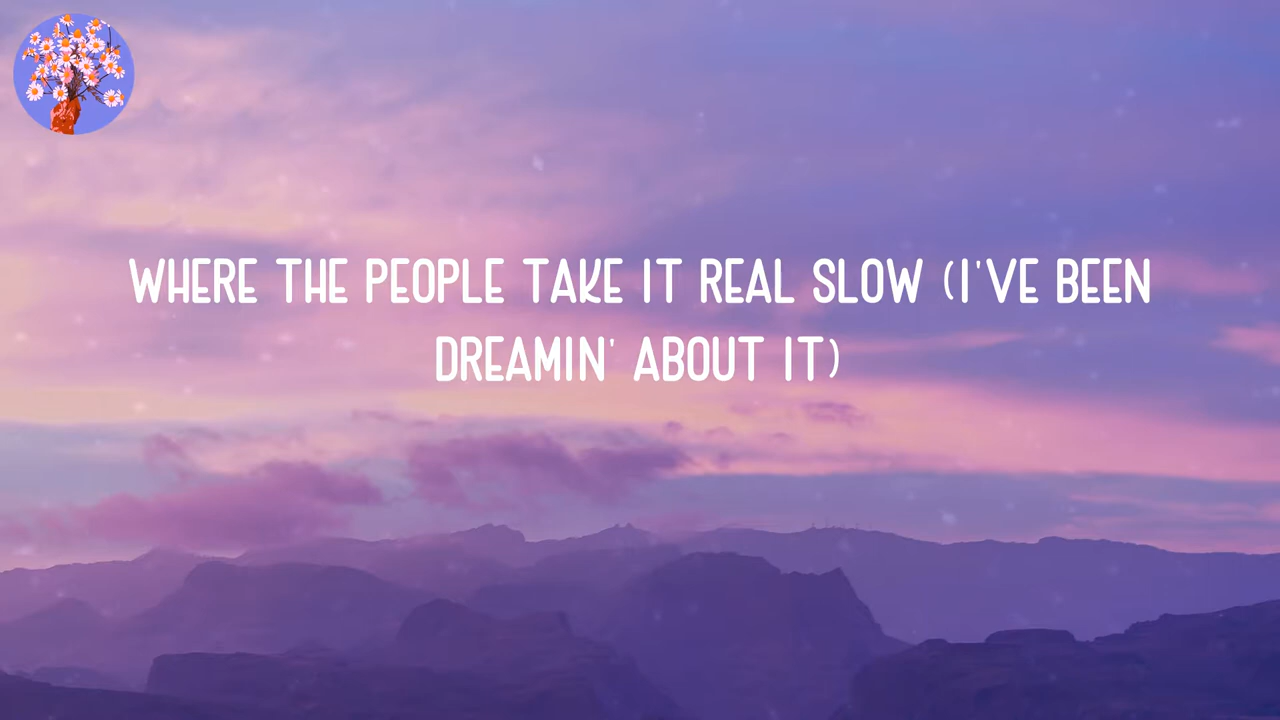 WHERE THE PEOPLE TAKE IT REAL SLOW (I'VE BEEN
DREAMIN' ABOUT IT)